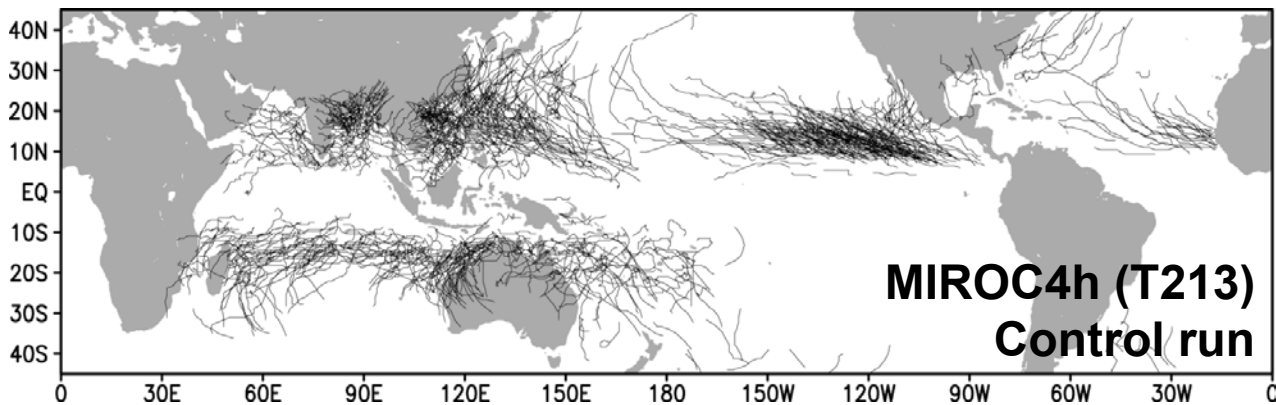 40N
30N
20N
10N
EQ
10S
20S
30S
40S
MIROC4h (T213)
Control run
0 30E 60E 90E 120E 150E 180 150W 120W 90W 60W 30W 0